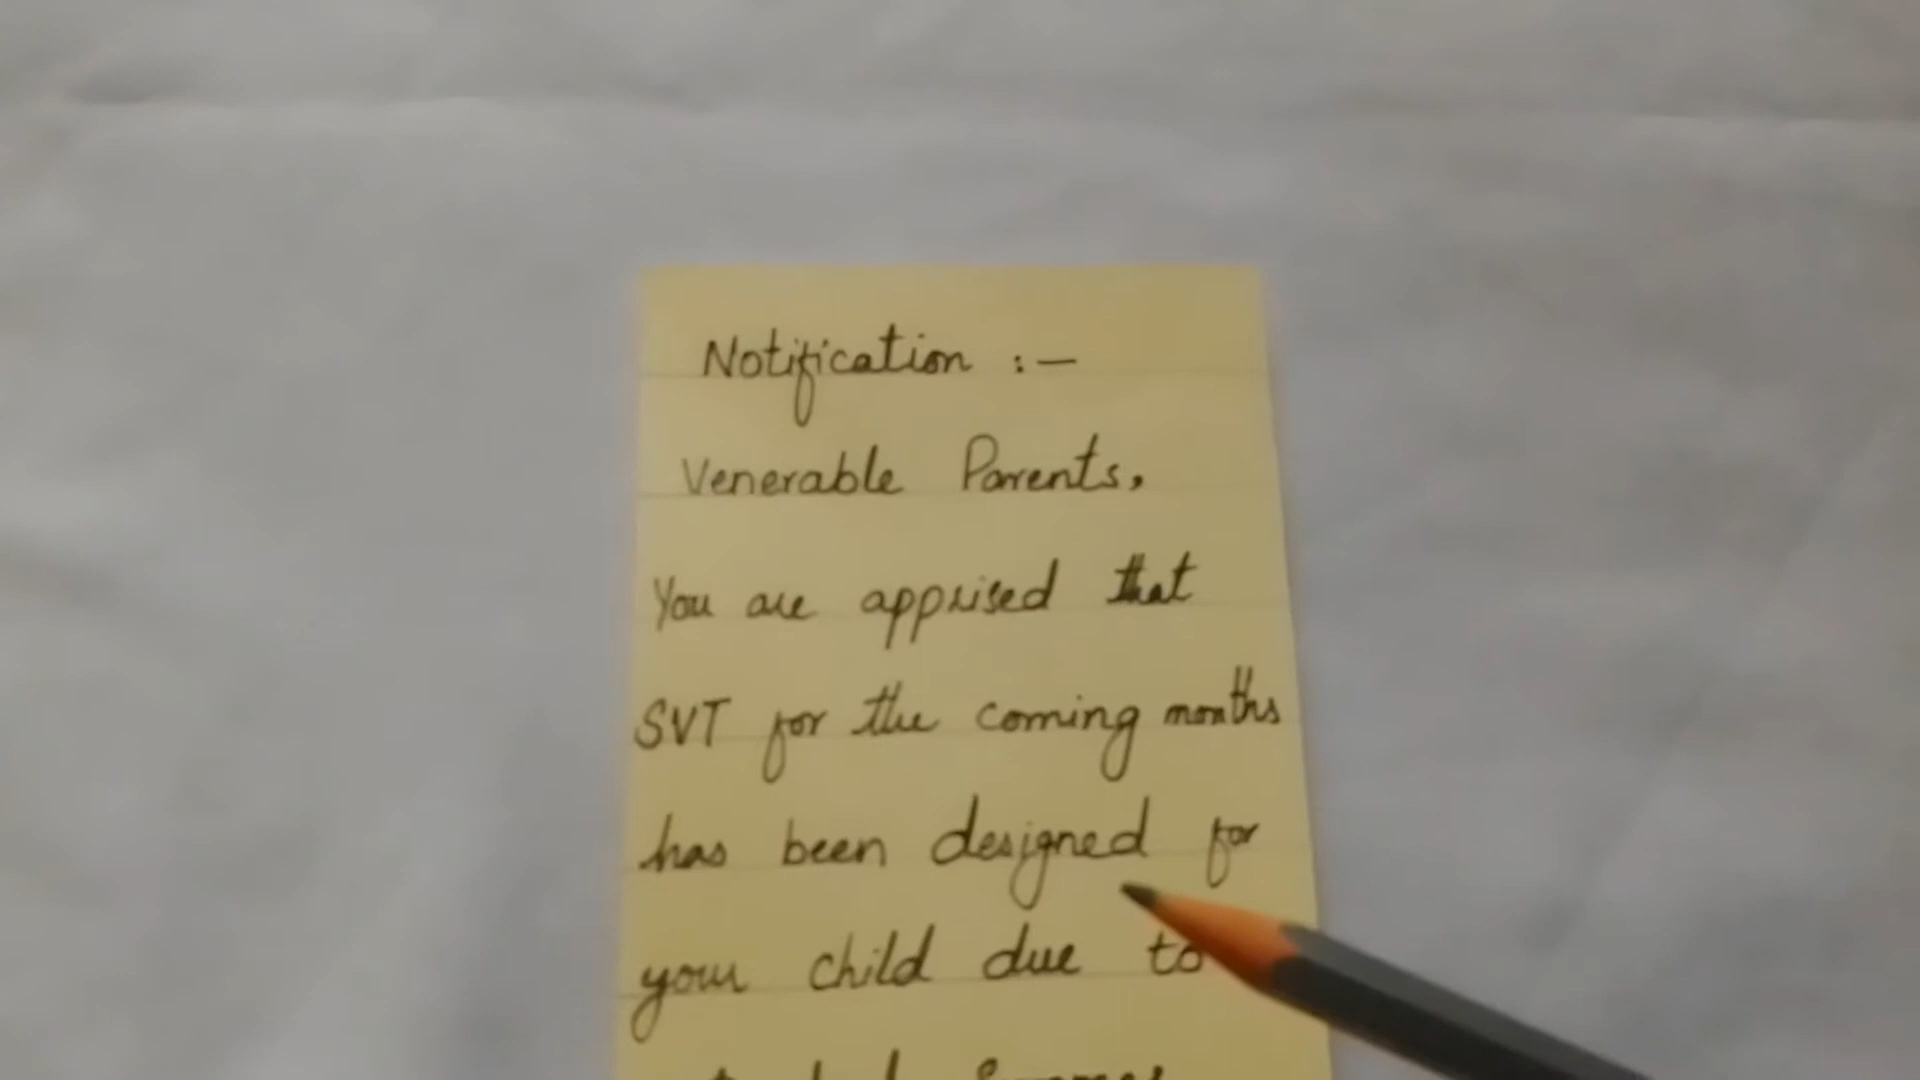 Notification :—
Venerable Parents,
You are apprised that
SVT for the coming months
has been designed for
your child due to